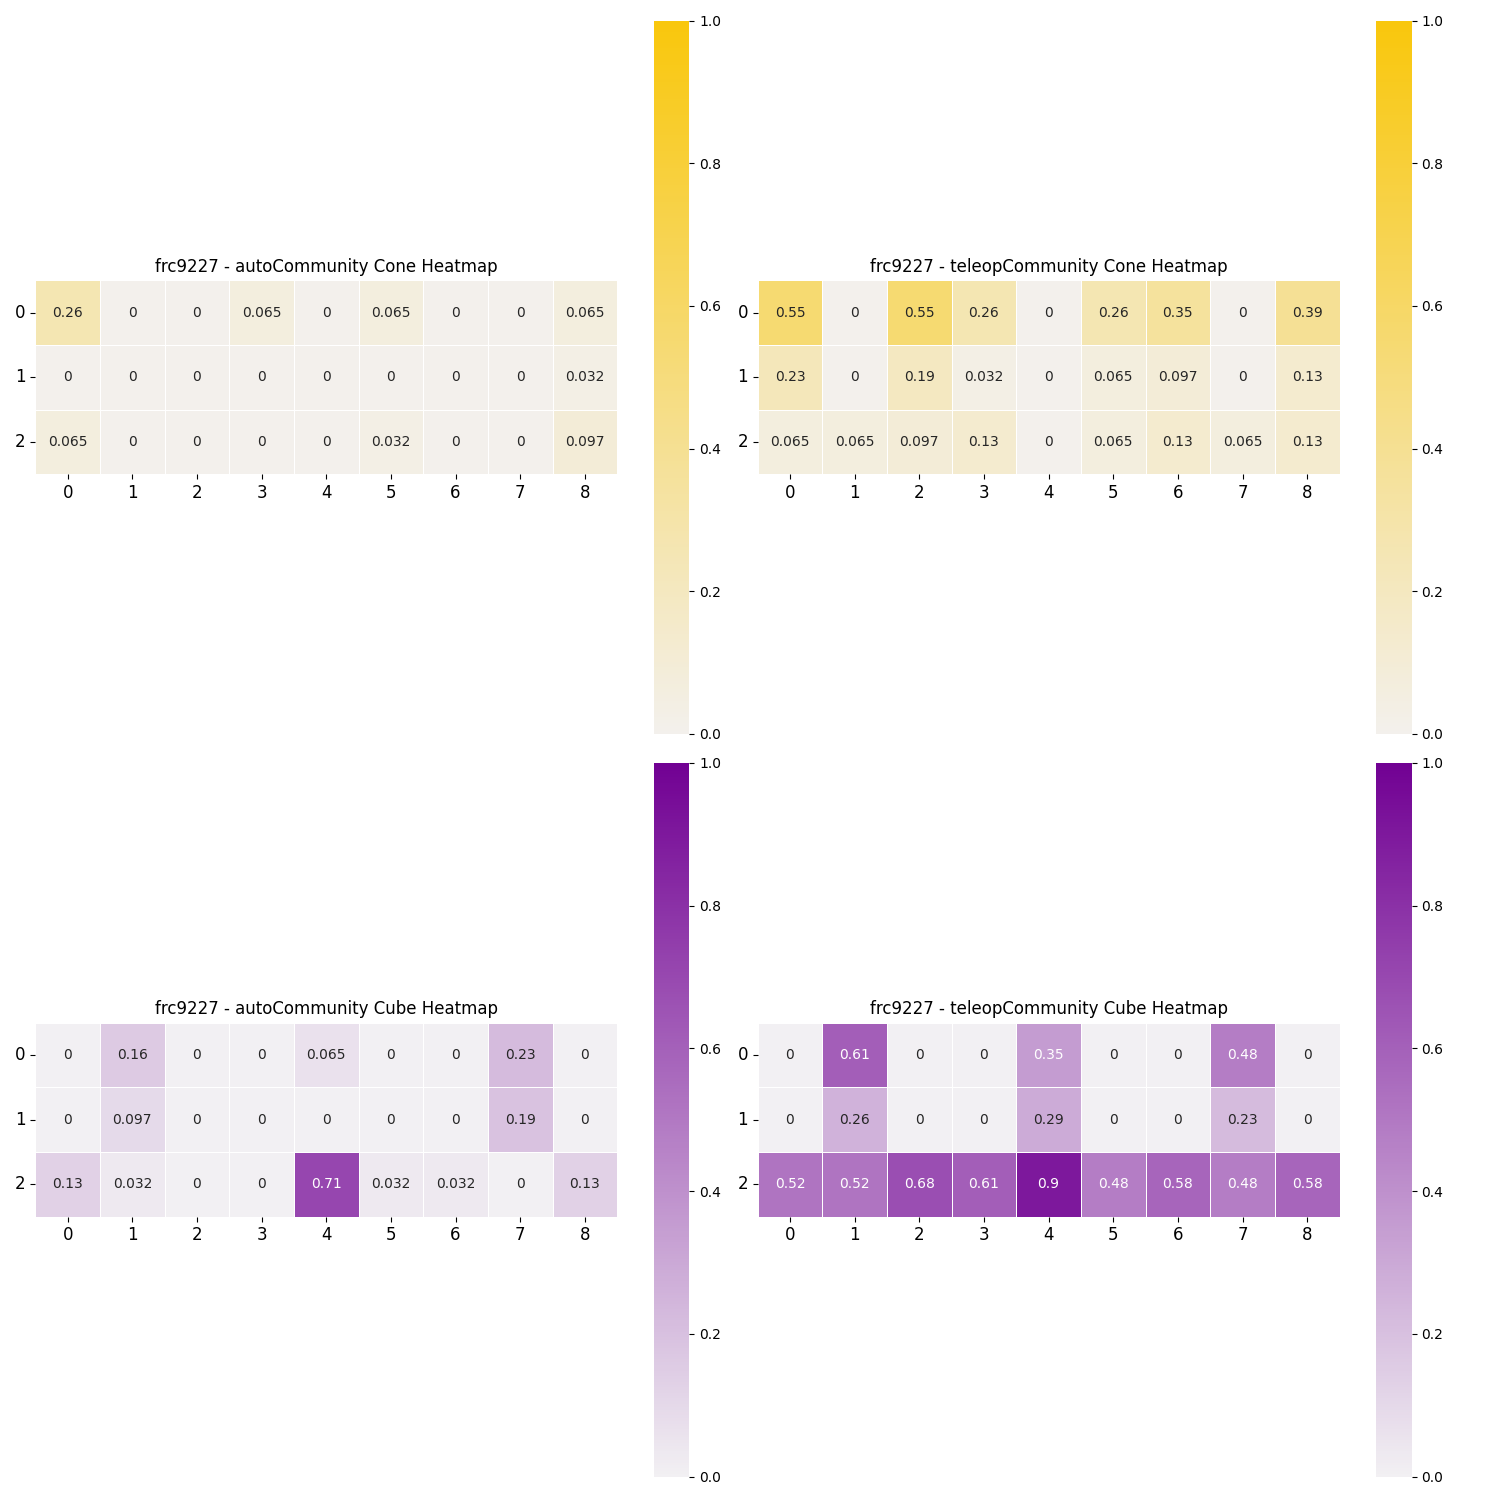 frc9227 - autoCommunity Cone Heatmap
0 0.26 0 0 0.065 0 0.065 0 0 0.065
1 0 0 0 0 0 0 0 0 0.032
2 0.065 0 0 0 0 0.032 0 0 0.097
0 1 2 3 4 5 6 7 8
1.0
0.8
0.6
0.4
0.2
0.0
frc9227 - teleopCommunity Cone Heatmap
0 0.55 0 0.55 0.26 0 0.26 0.35 0 0.39
1 0.23 0 0.19 0.032 0 0.065 0.097 0 0.13
2 0.065 0.065 0.097 0.13 0 0.065 0.13 0.065 0.13
0 1 2 3 4 5 6 7 8
1.0
0.8
0.6
0.4
0.2
0.0
frc9227 - autoCommunity Cube Heatmap
0 0 0.16 0 0 0.065 0 0 0.23 0
1 0 0.097 0 0 0 0 0 0.19 0
2 0.13 0.032 0 0 0.71 0.032 0.032 0 0.13
0 1 2 3 4 5 6 7 8
1.0
0.8
0.6
0.4
0.2
0.0
frc9227 - teleopCommunity Cube Heatmap
0 0 0.61 0 0 0.35 0 0 0.48 0
1 0 0.26 0 0 0.29 0 0 0.23 0
2 0.52 0.52 0.68 0.61 0.9 0.48 0.58 0.48 0.58
0 1 2 3 4 5 6 7 8
1.0
0.8
0.6
0.4
0.2
0.0